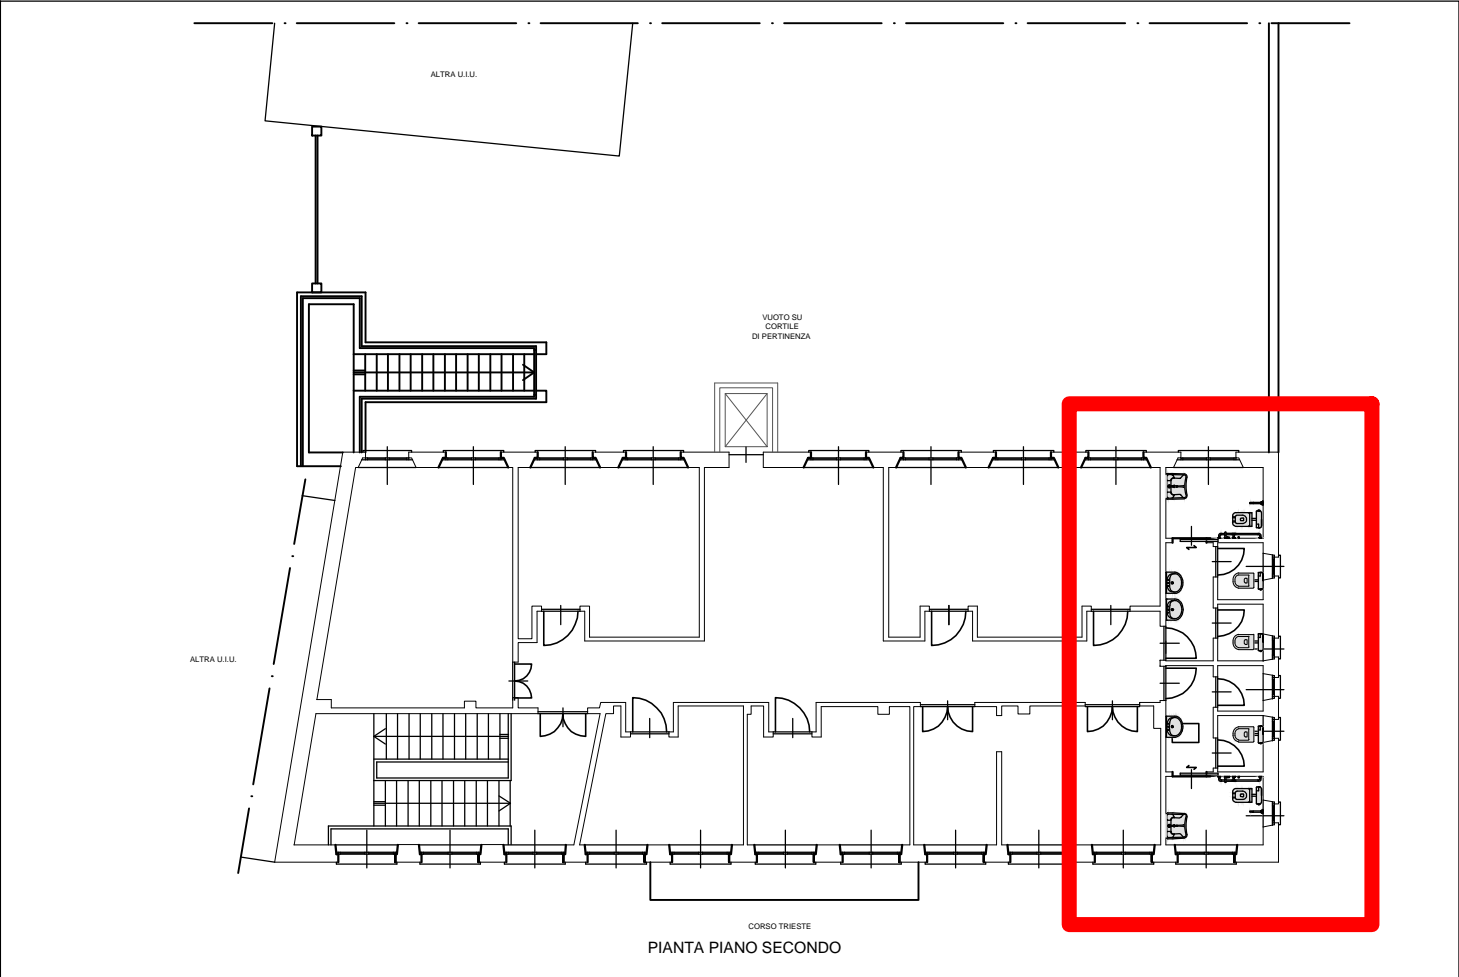 ALTRA U.I.U.
VUOTO SU
CORTILE
DI PERTINENZA
ALTRA U.I.U.
CORSO TRIESTE
PIANTA PIANO SECONDO